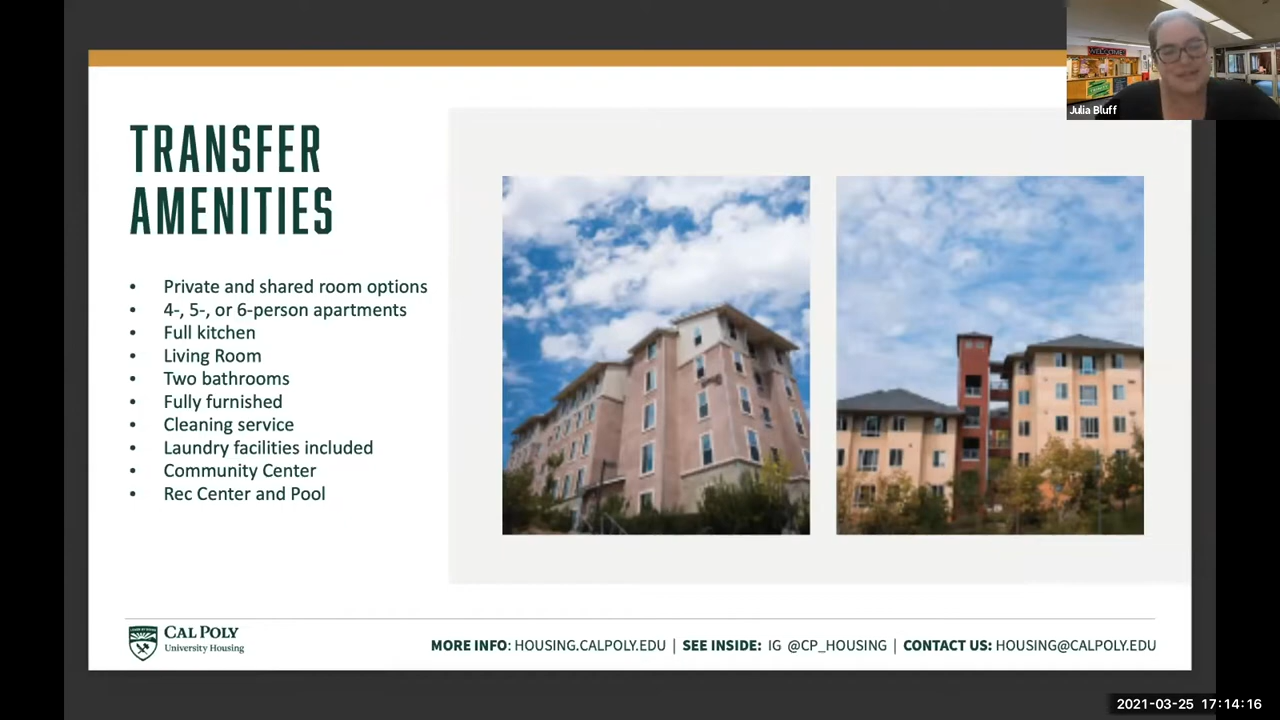 WELCOME
Julia Bluff
TRANSFER
AMENITIES
• Private and shared room options
• 4-, 5-, or 6-person apartments
• Full kitchen
• Living Room
• Two bathrooms
• Fully furnished
• Cleaning service
• Laundry facilities included
• Community Center
• Rec Center and Pool
CAL POLY
University Housing
MORE INFO: HOUSING.CALPOLY.EDU | SEE INSIDE: IG @CP_HOUSING | CONTACT US: HOUSING@CALPOLY.EDU
2021-03-25 17:14:16